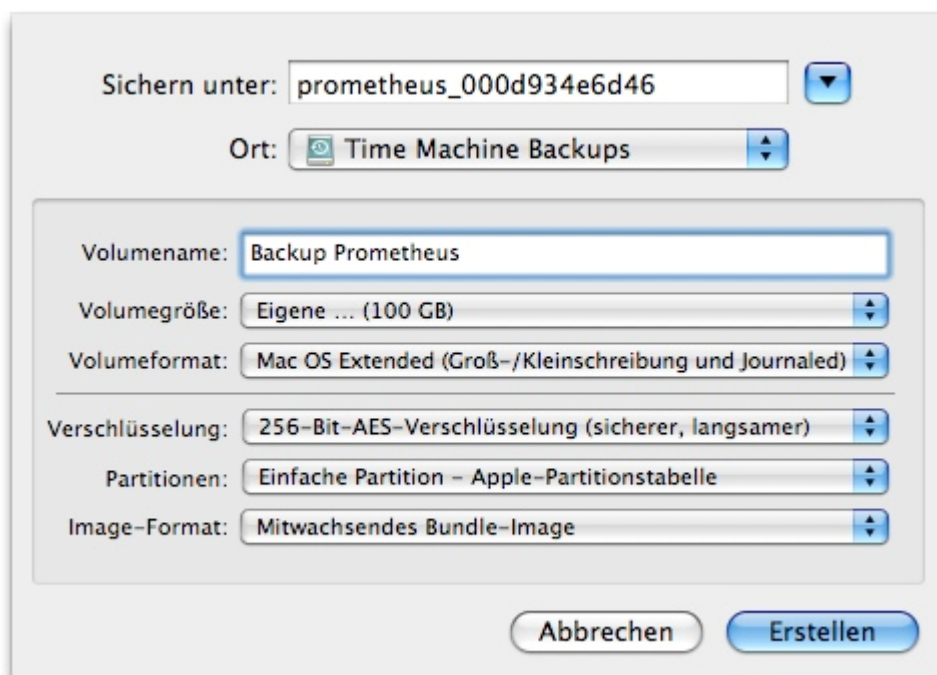 Sichern unter: prometheus_000d934e6d46
Ort: Time Machine Backups
Volumename: Backup Prometheus
Volumegröße: Eigene ... (100 GB)
Volumeformat: Mac OS Extended (Groß-/Kleinschreibung und Journaled)
Verschlüsselung: 256-Bit-AES-Verschlüsselung (sicherer, langsamer)
Partitionen: Einfache Partition – Apple-Partitionstabelle
Image-Format: Mitwachsendes Bundle-Image
Abbrechen Erstellen